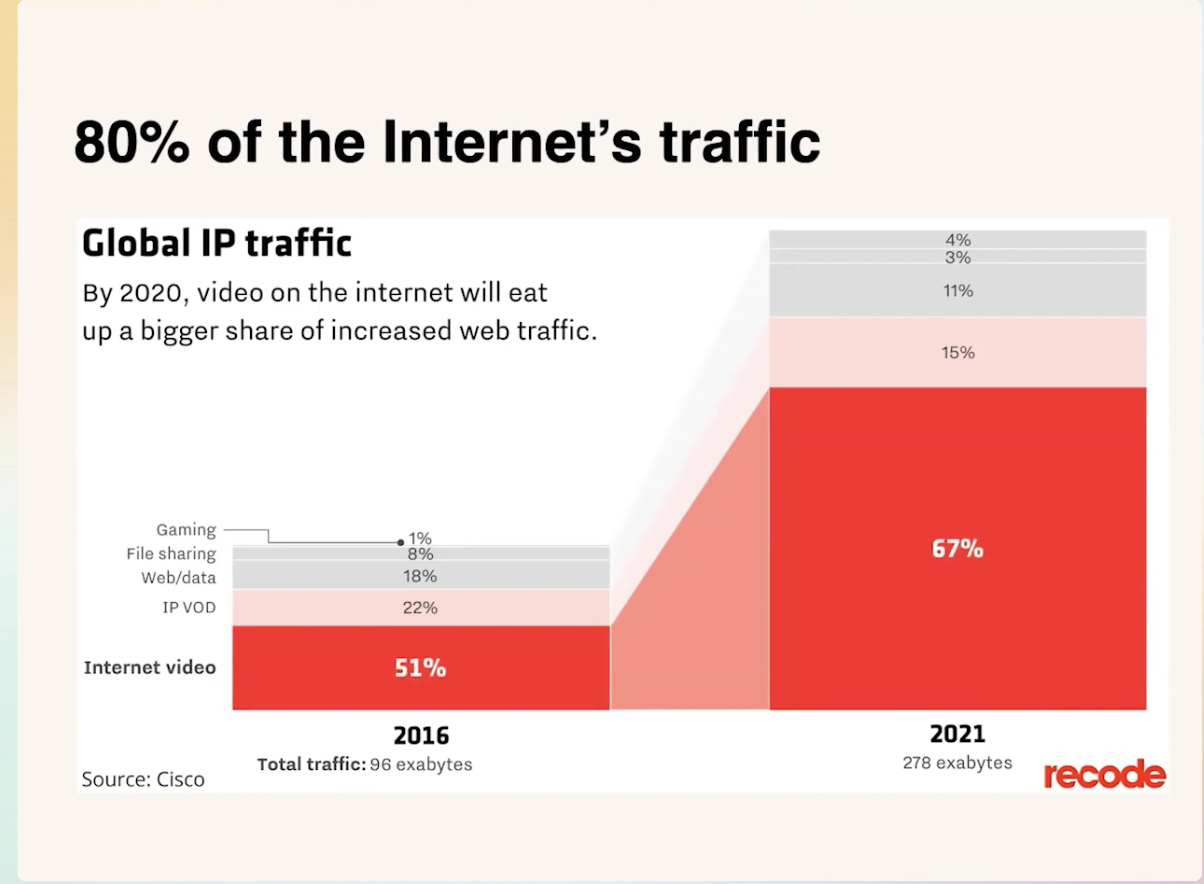 80% of the Internet’s traffic
Global IP traffic
By 2020, video on the internet will eat
up a bigger share of increased web traffic.
4%
3%
11%
15%
67%
Gaming
1%
File sharing
8%
Web/data
18%
IP VOD
22%
Internet video
51%
2016
Total traffic: 96 exabytes
2021
278 exabytes
Source: Cisco
recode